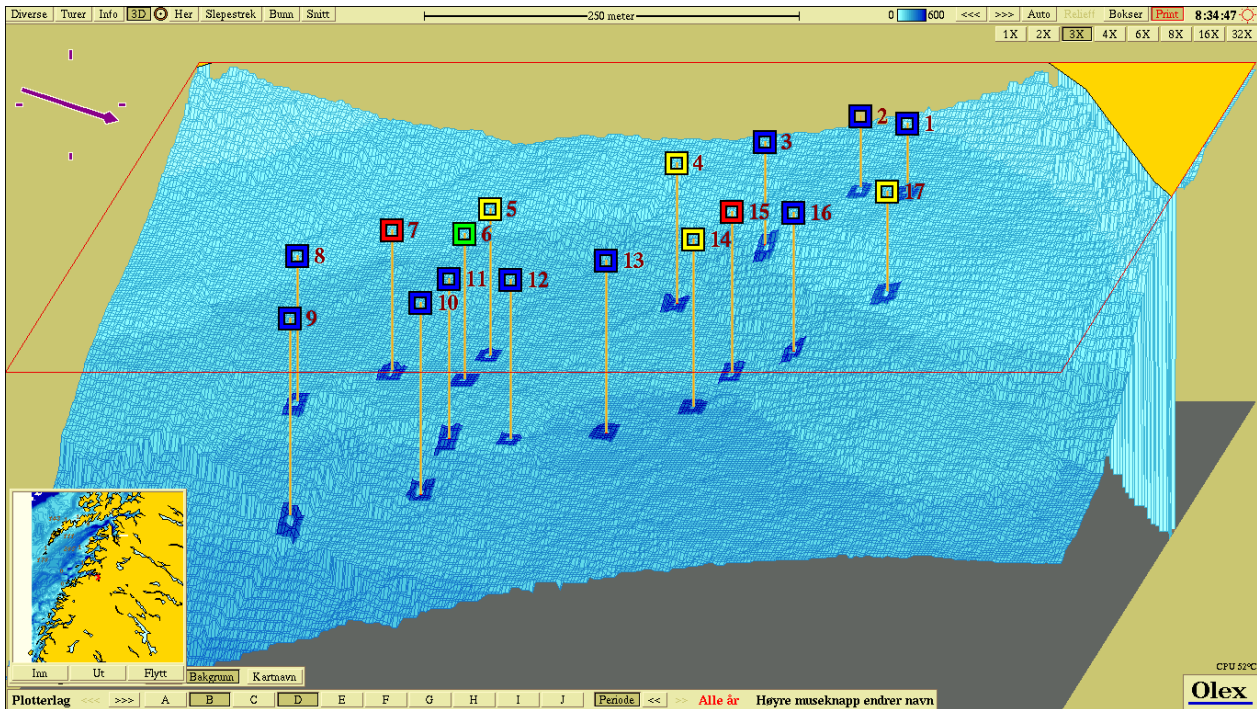 Diverse Turer Info 3D Her Slepestrek Bunn Snitt 250 meter 0 600 <<< >>> Auto Relieff Bokser Print 8:34:47
1X 2X 3X 4X 6X 8X 16X 32X
2
1
3
4
17
5
15
16
7
6
14
8
13
11
12
10
9
Inn Ut Flytt Bakgrunn Kartnavn
CPU 52°C
Plotterlag <<< >>> A B C D E F G H I J Periode << >> Alle år Høyre museknapp endrer navn
Olex